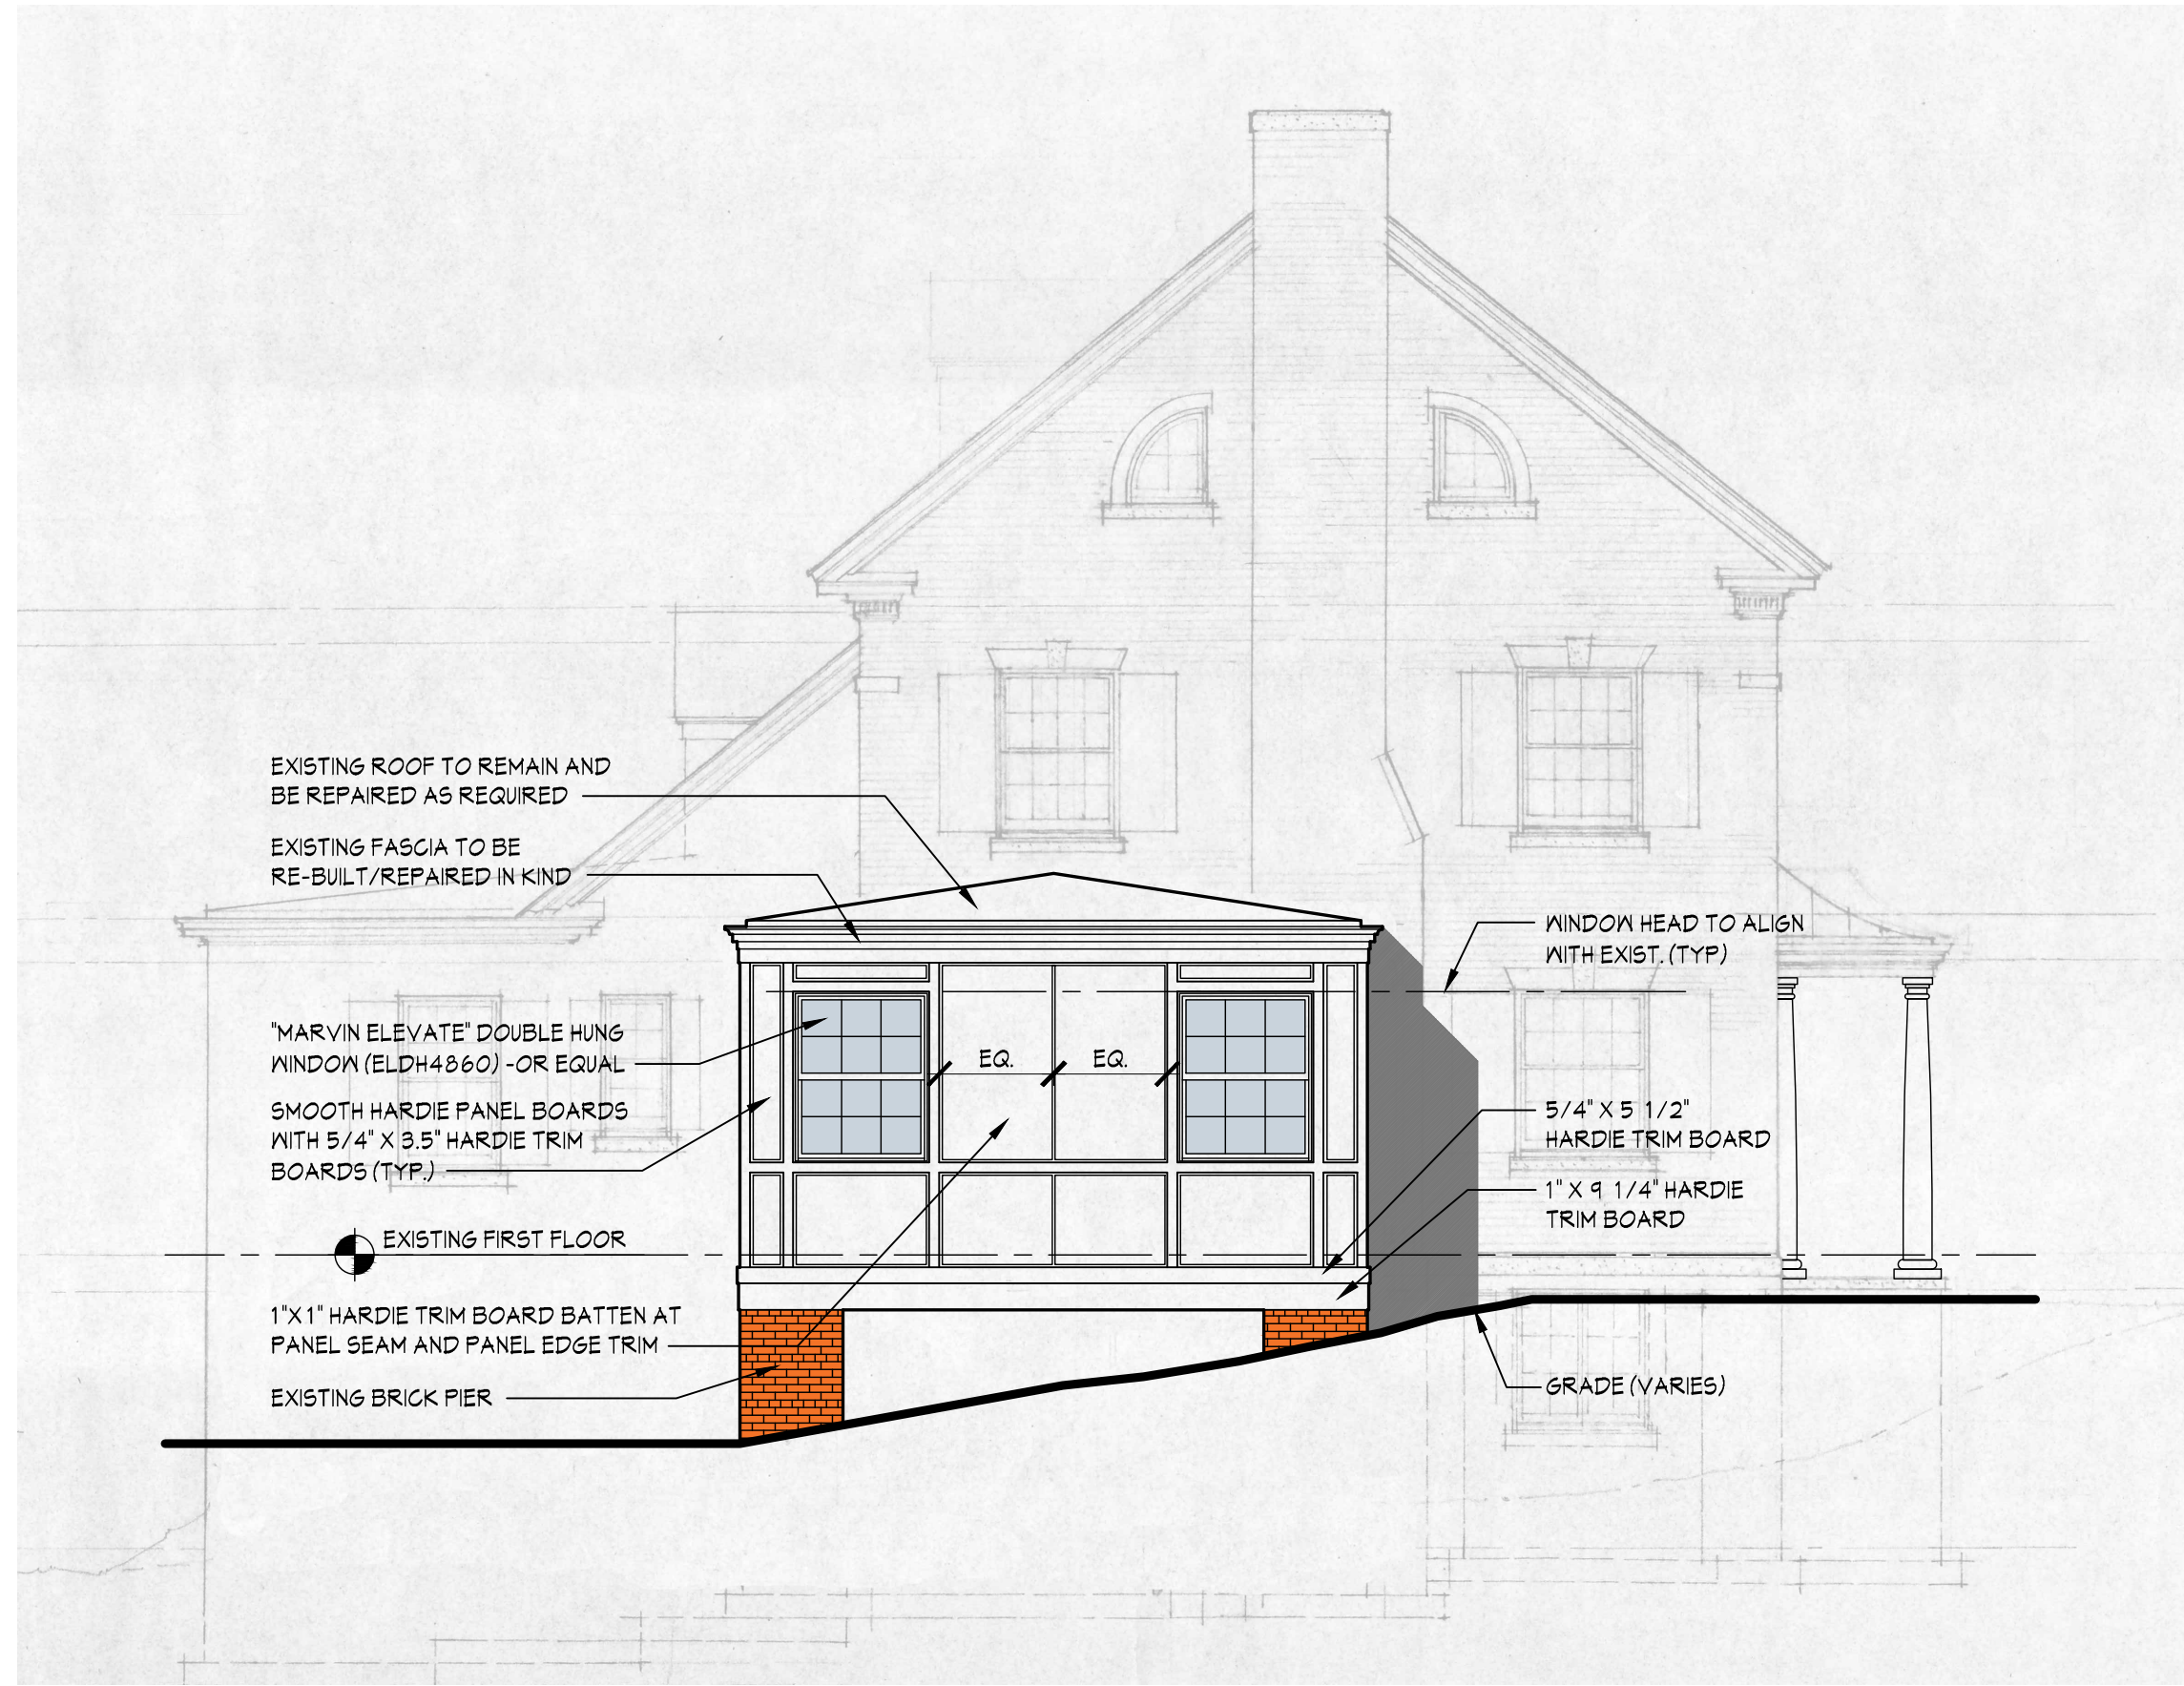 EXISTING ROOF TO REMAIN AND
BE REPAIRED AS REQUIRED
EXISTING FASCIA TO BE
RE-BUILT/REPAIRED IN KIND
"MARVIN ELEVATE" DOUBLE HUNG
WINDOW (ELDH4860) -OR EQUAL
SMOOTH HARDIE PANEL BOARDS
WITH 5/4" X 3.5" HARDIE TRIM
BOARDS (TYP.)
EXISTING FIRST FLOOR
1"X 1" HARDIE TRIM BOARD BATTEN AT
PANEL SEAM AND PANEL EDGE TRIM
EXISTING BRICK PIER
EQ.
EQ.
WINDOW HEAD TO ALIGN
WITH EXIST. (TYP)
5/4" X 5 1/2"
HARDIE TRIM BOARD
1" X 9 1/4" HARDIE
TRIM BOARD
GRADE (VARIES)